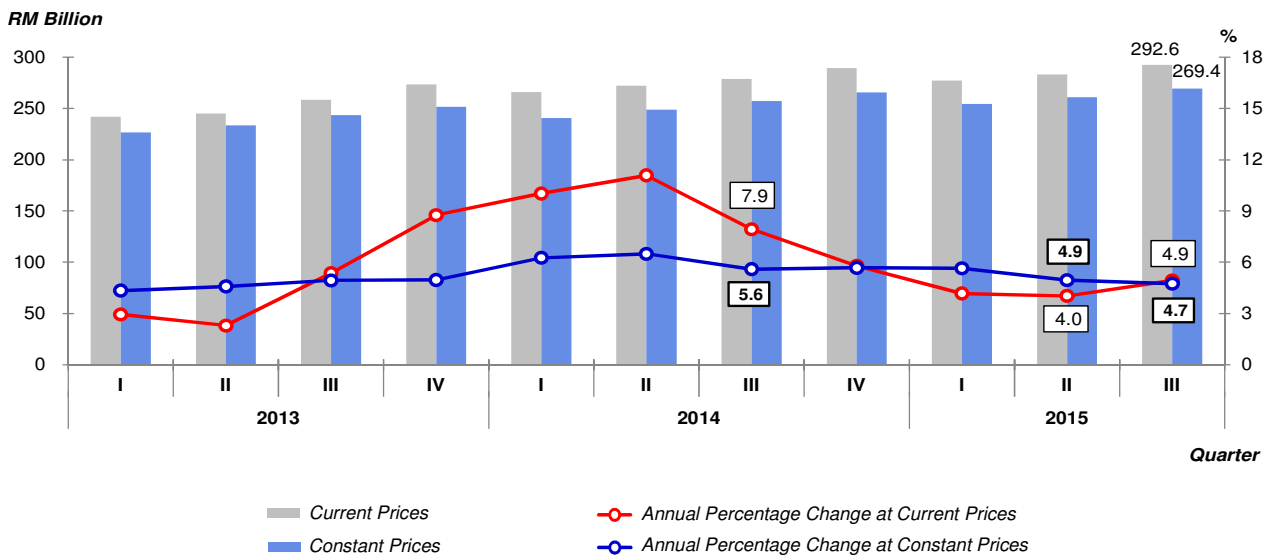 RM Billion
%
300
250
200
150
100
50
0
18
15
12
9
6
3
0
292.6
269.4
7.9
5.6
4.9
4.0
4.9
4.7
I II III IV I II III IV I II III
2013 2014 2015
Quarter
Current Prices
Annual Percentage Change at Current Prices
Constant Prices
Annual Percentage Change at Constant Prices